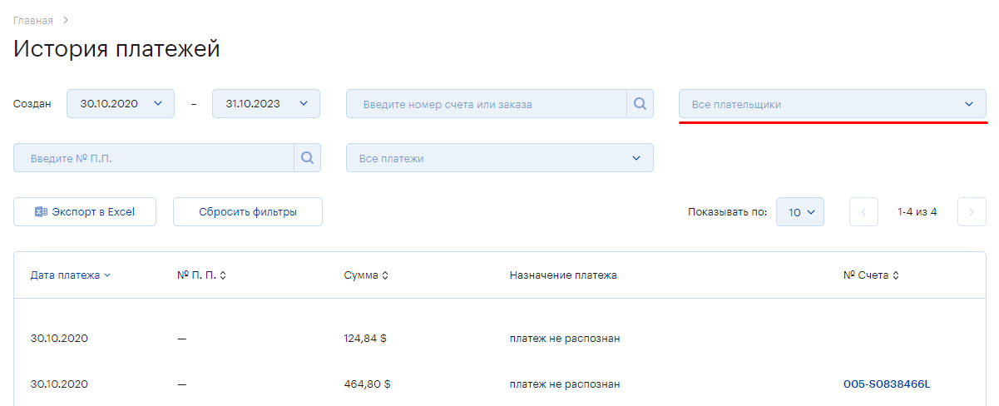 Главная
История платежей
Создан 30.10.2020 – 31.10.2023 Введите номер счета или заказа Все плательщики
Введите № П.П. Все платежи
Экспорт в Excel Сбросить фильтры Показывать по: 10 1-4 из 4
Дата платежа № П. П. Сумма Назначение платежа № Счета
30.10.2020 — 124,84 $ платеж не распознан
30.10.2020 — 464,80 $ платеж не распознан 005-S0838466L